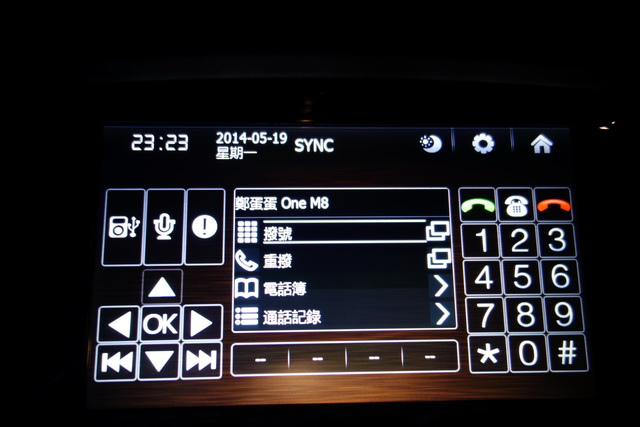 23:23
2014-05-19
星期一
SYNC
鄭蛋蛋 One M8
撥號
重撥
電話簿
通話記錄
OK
-- -- -- --
1 2 3
4 5 6
7 8 9
* 0 #